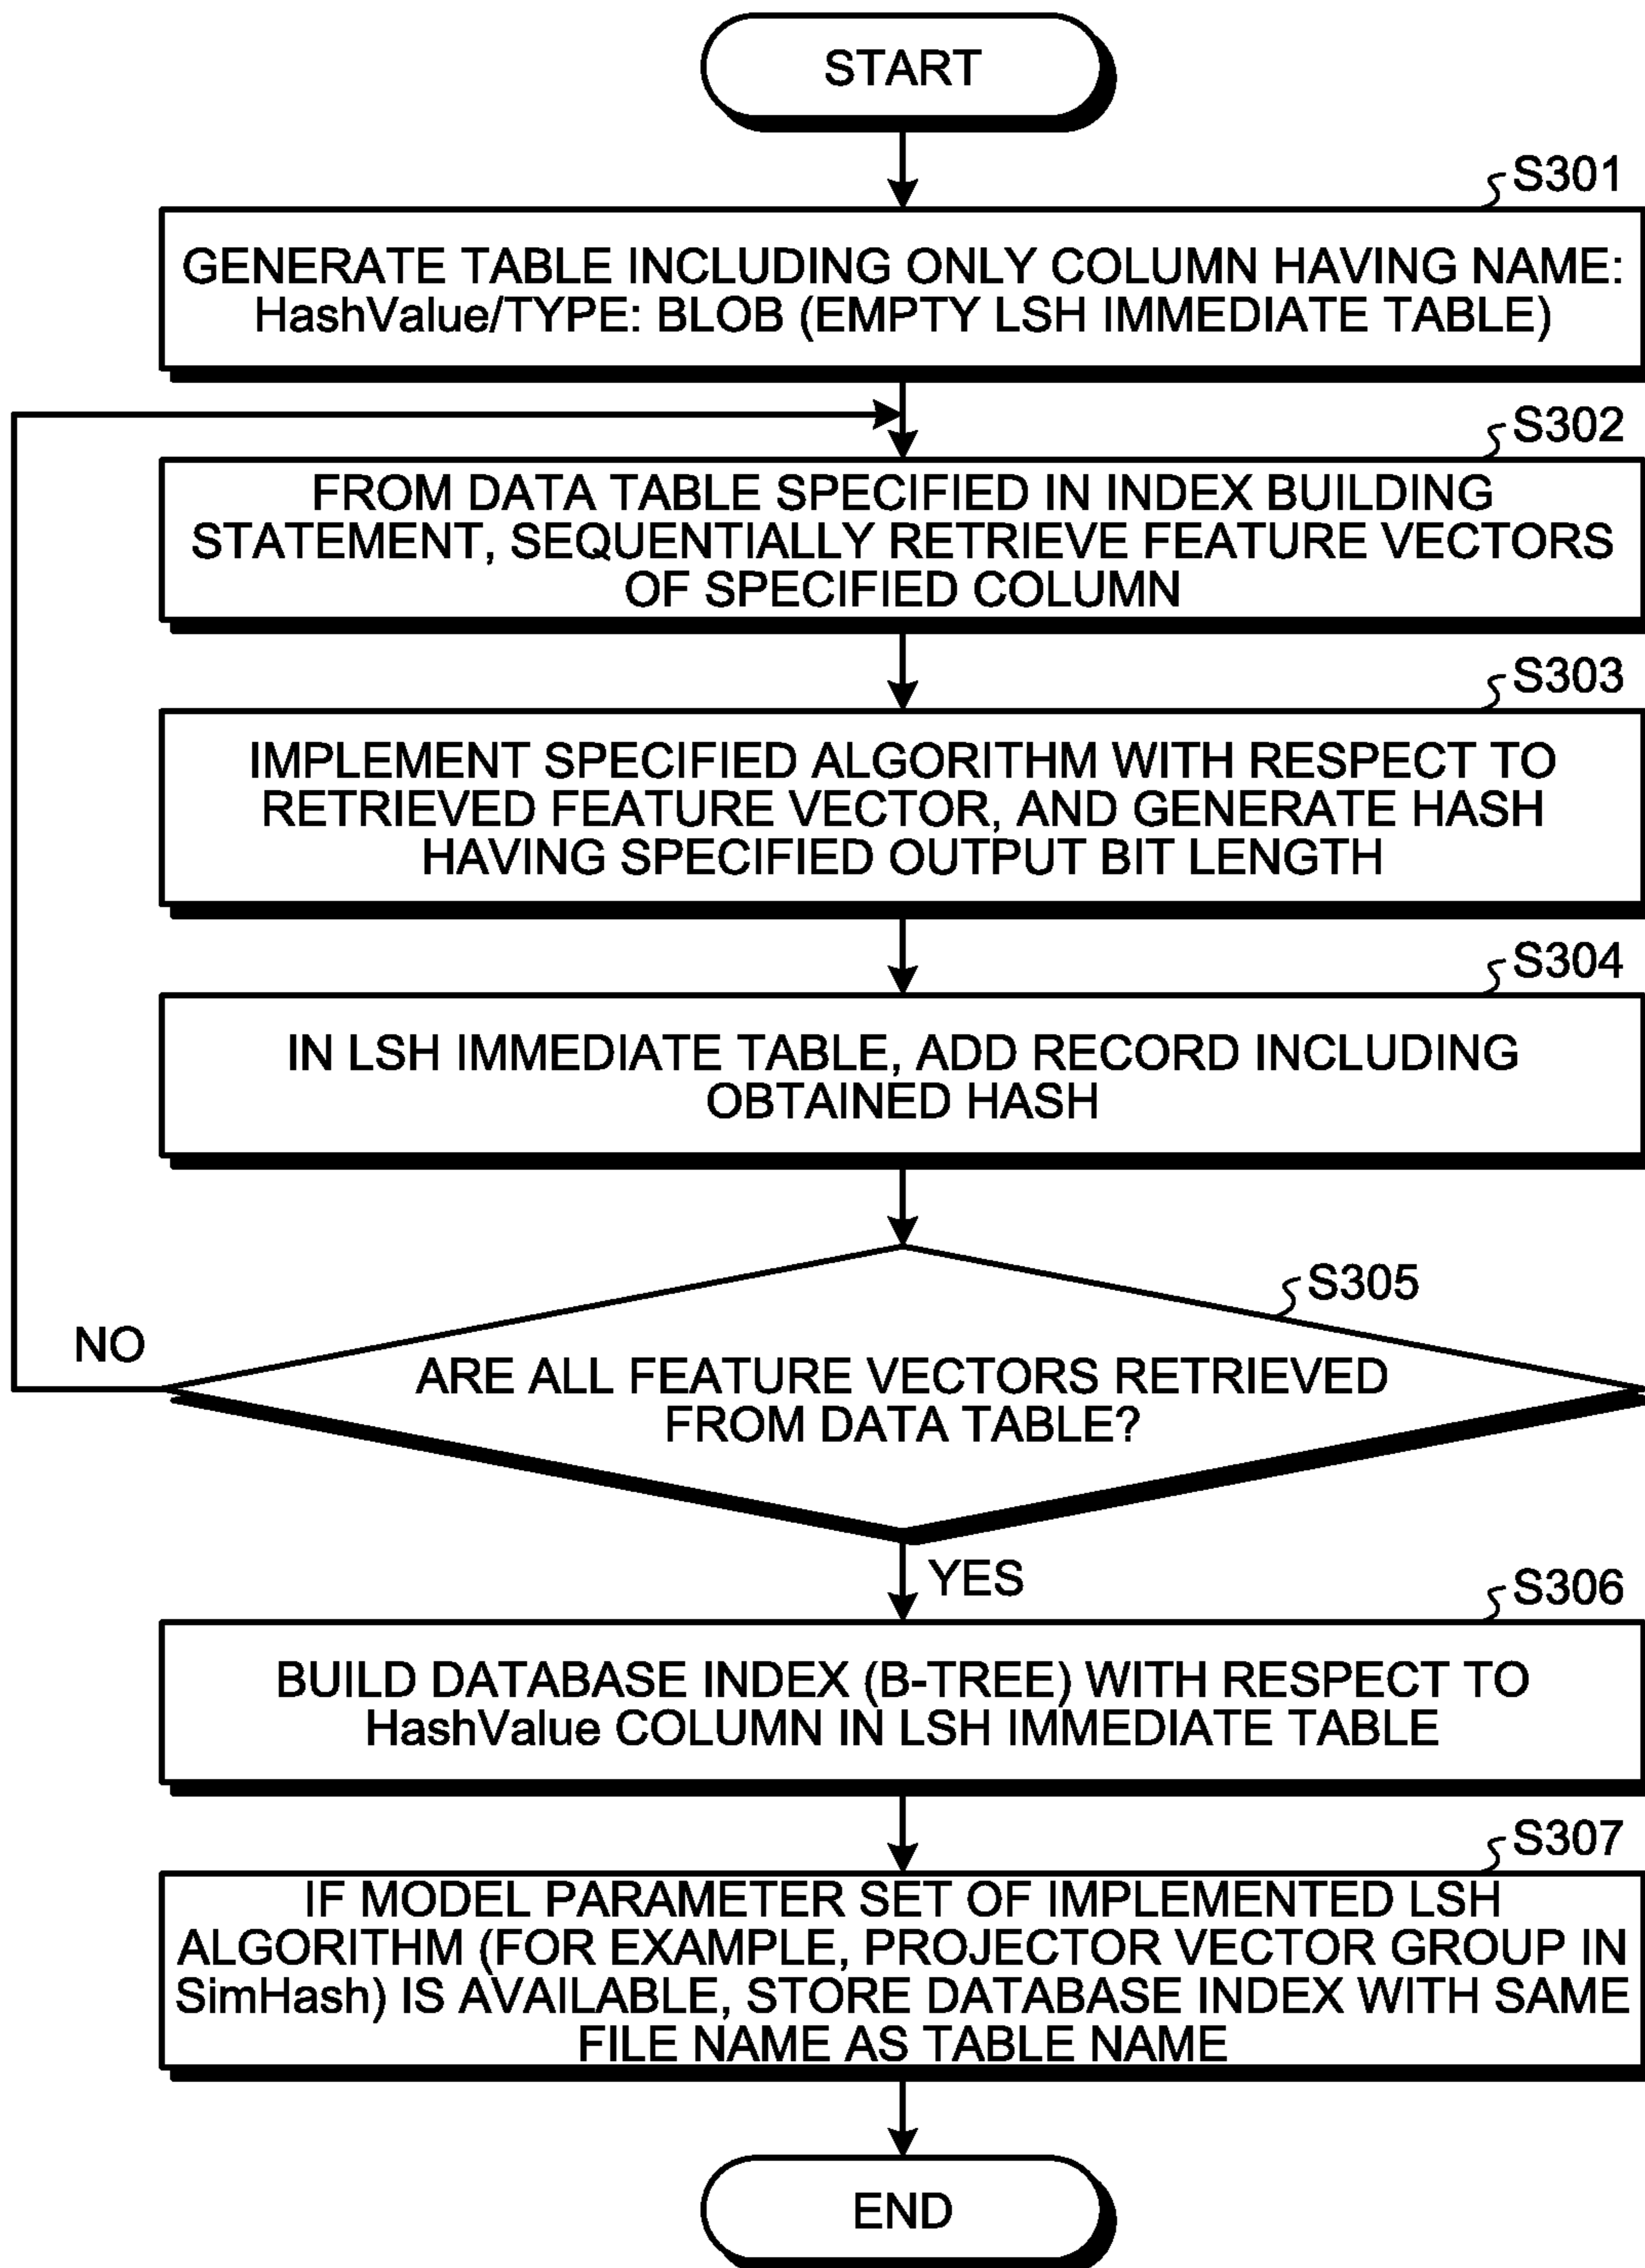 START
S301
GENERATE TABLE INCLUDING ONLY COLUMN HAVING NAME:
HashValue/TYPE: BLOB (EMPTY LSH IMMEDIATE TABLE)
S302
FROM DATA TABLE SPECIFIED IN INDEX BUILDING
STATEMENT, SEQUENTIALLY RETRIEVE FEATURE VECTORS
OF SPECIFIED COLUMN
S303
IMPLEMENT SPECIFIED ALGORITHM WITH RESPECT TO
RETRIEVED FEATURE VECTOR, AND GENERATE HASH
HAVING SPECIFIED OUTPUT BIT LENGTH
S304
IN LSH IMMEDIATE TABLE, ADD RECORD INCLUDING
OBTAINED HASH
S305
NO
ARE ALL FEATURE VECTORS RETRIEVED
FROM DATA TABLE?
YES
S306
BUILD DATABASE INDEX (B-TREE) WITH RESPECT TO
HashValue COLUMN IN LSH IMMEDIATE TABLE
S307
IF MODEL PARAMETER SET OF IMPLEMENTED LSH
ALGORITHM (FOR EXAMPLE, PROJECTOR VECTOR GROUP IN
SimHash) IS AVAILABLE, STORE DATABASE INDEX WITH SAME
FILE NAME AS TABLE NAME
END